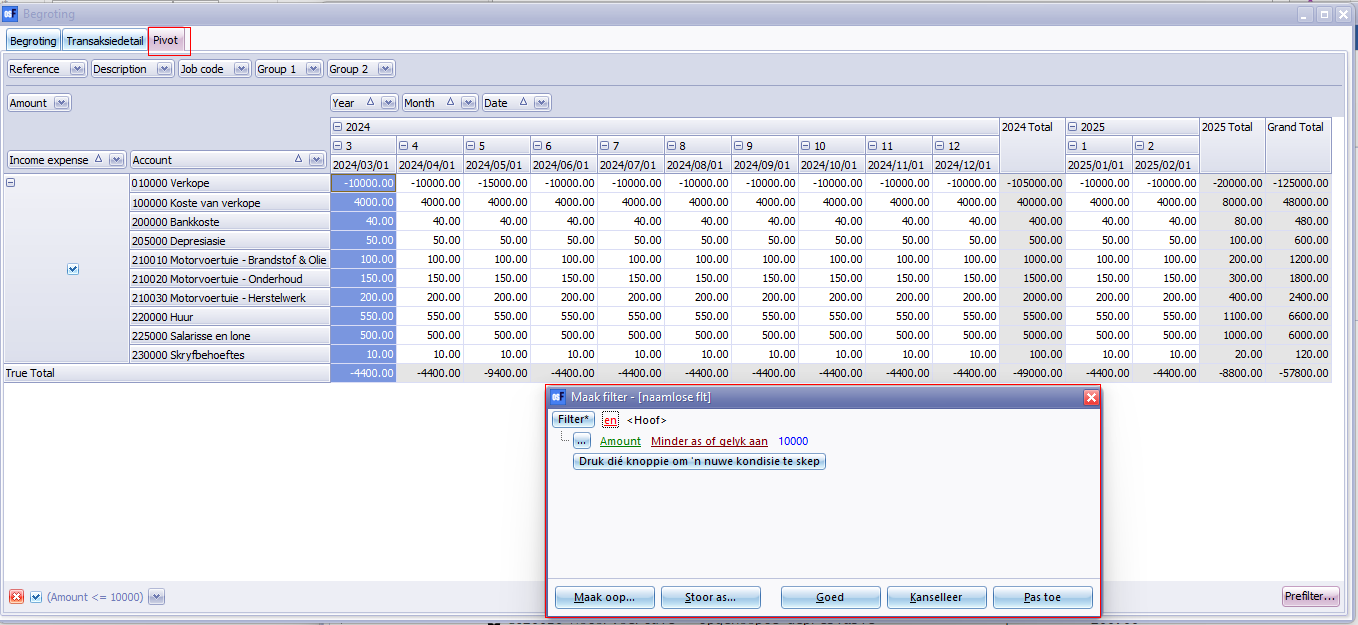 Begroting
Begroting Transaksiedetail Pivot
Reference Description Job code Group 1 Group 2
Amount Year Month Date
2024 2024 Total 2025 2025 Total Grand Total
3 4 5 6 7 8 9 10 11 12 1 2
Income expense Account 2024/03/01 2024/04/01 2024/05/01 2024/06/01 2024/07/01 2024/08/01 2024/09/01 2024/10/01 2024/11/01 2024/12/01 2025/01/01 2025/02/01
010000 Verkope -10000.00 -10000.00 -15000.00 -10000.00 -10000.00 -10000.00 -10000.00 -10000.00 -10000.00 -10000.00 -105000.00 -10000.00 -10000.00 -20000.00 -125000.00
100000 Koste van verkope 4000.00 4000.00 4000.00 4000.00 4000.00 4000.00 4000.00 4000.00 4000.00 4000.00 40000.00 4000.00 4000.00 8000.00 48000.00
200000 Bankkoste 40.00 40.00 40.00 40.00 40.00 40.00 40.00 40.00 40.00 40.00 400.00 40.00 40.00 80.00 480.00
205000 Depresiasie 50.00 50.00 50.00 50.00 50.00 50.00 50.00 50.00 50.00 50.00 500.00 50.00 50.00 100.00 600.00
210010 Motorvoertuie - Brandstof & Olie 100.00 100.00 100.00 100.00 100.00 100.00 100.00 100.00 100.00 100.00 1000.00 100.00 100.00 200.00 1200.00
210020 Motorvoertuie - Onderhoud 150.00 150.00 150.00 150.00 150.00 150.00 150.00 150.00 150.00 150.00 1500.00 150.00 150.00 300.00 1800.00
210030 Motorvoertuie - Herstelwerk 200.00 200.00 200.00 200.00 200.00 200.00 200.00 200.00 200.00 200.00 2000.00 200.00 200.00 400.00 2400.00
220000 Huur 550.00 550.00 550.00 550.00 550.00 550.00 550.00 550.00 550.00 550.00 5500.00 550.00 550.00 1100.00 6600.00
225000 Salarisse en lone 500.00 500.00 500.00 500.00 500.00 500.00 500.00 500.00 500.00 500.00 5000.00 500.00 500.00 1000.00 6000.00
230000 Skryfbehoeftes 10.00 10.00 10.00 10.00 10.00 10.00 10.00 10.00 10.00 10.00 100.00 10.00 10.00 20.00 120.00
True Total -4400.00 -4400.00 -9400.00 -4400.00 -4400.00 -4400.00 -4400.00 -4400.00 -4400.00 -4400.00 -49000.00 -4400.00 -4400.00 -8800.00 -57800.00
Maak filter - [naamlose flt]
Filter* en <Hoof>
... Amount Minder as of gelyk aan 10000
Druk dié knoppie om 'n nuwe kondisie te skep
Maak oop... Stoor as... Goed Kanselleer Pas toe
(Amount <= 10000) Prefilter...